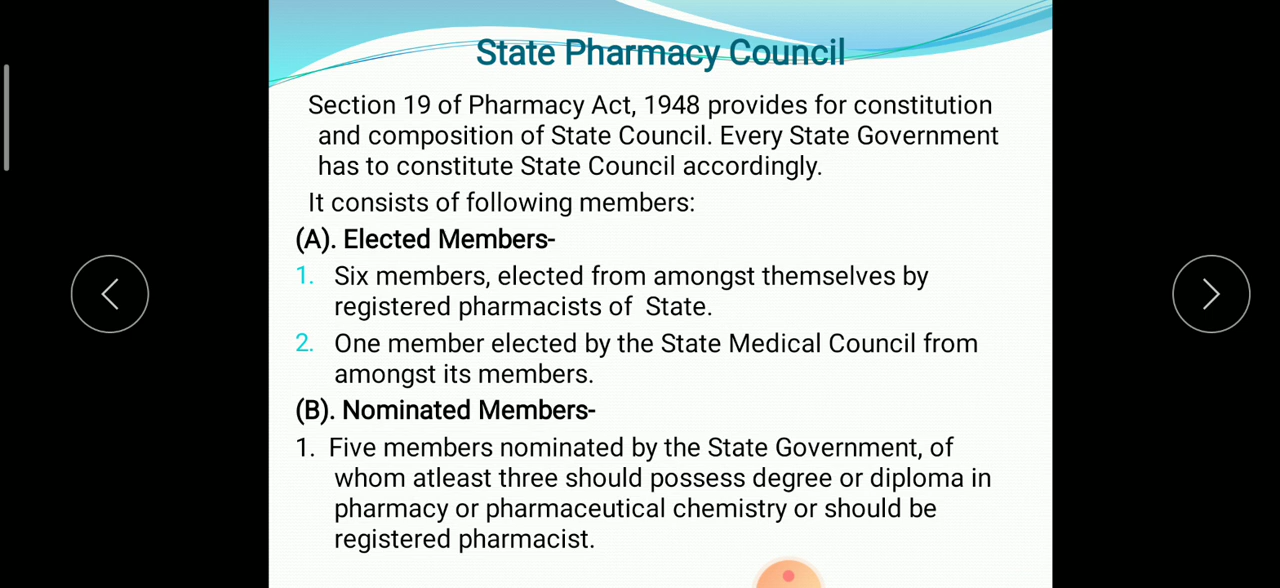 State Pharmacy Council
Section 19 of Pharmacy Act, 1948 provides for constitution
and composition of State Council. Every State Government
has to constitute State Council accordingly.
It consists of following members:
(A). Elected Members-
1. Six members, elected from amongst themselves by
registered pharmacists of State.
2. One member elected by the State Medical Council from
amongst its members.
(B). Nominated Members-
1. Five members nominated by the State Government, of
whom atleast three should possess degree or diploma in
pharmacy or pharmaceutical chemistry or should be
registered pharmacist.